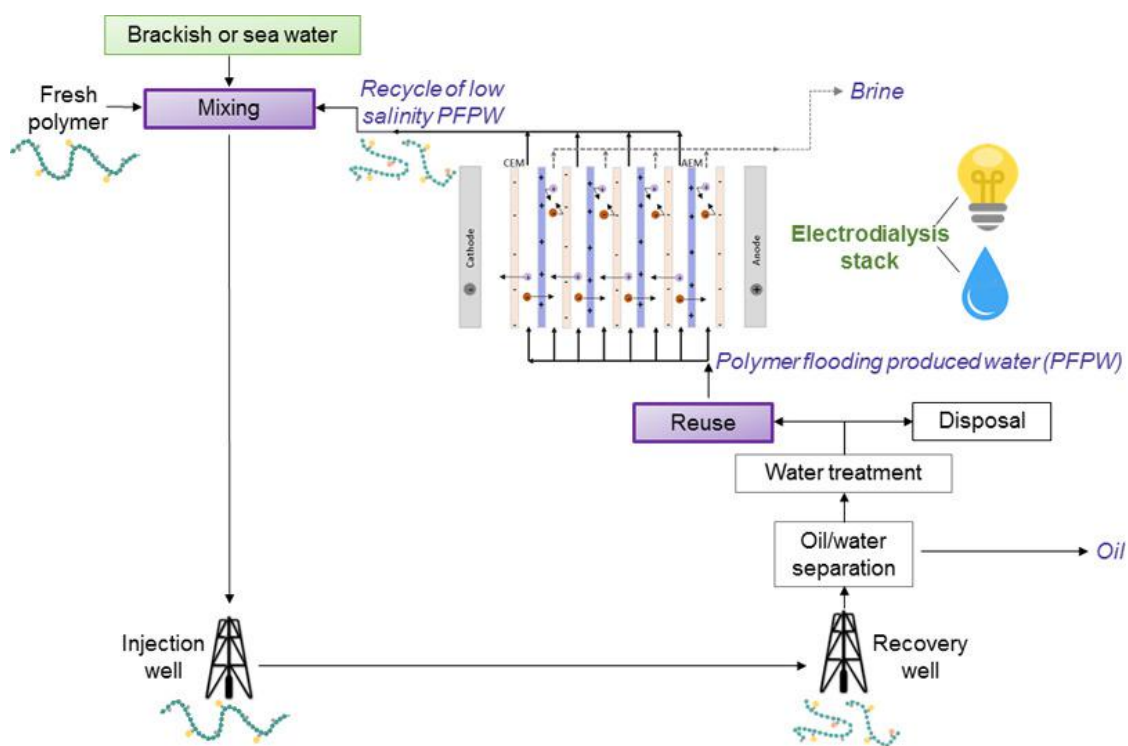 Brackish or sea water
Fresh
polymer
Mixing
Recycle of low
salinity PFPW
Brine
CEM
AEM
Cathode
Anode
Electrodialysis
stack
Polymer flooding produced water (PFPW)
Reuse
Disposal
Water treatment
Oil/water
separation
Oil
Injection
well
Recovery
well